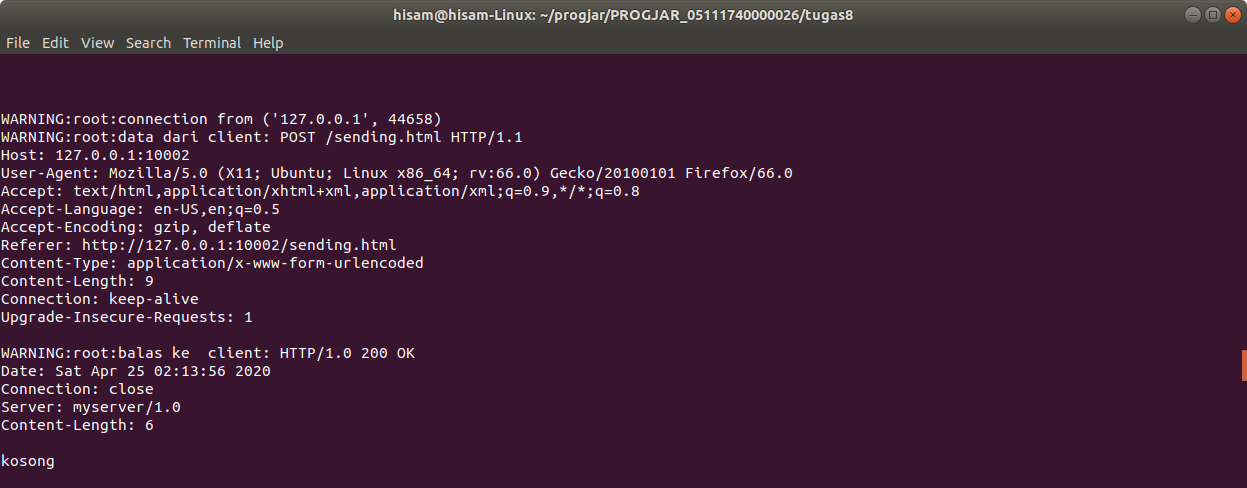 hisam@hisam-Linux: ~/progjar/PROGJAR_05111740000026/tugas8
File Edit View Search Terminal Help
WARNING:root:connection from ('127.0.0.1', 44658)
WARNING:root:data dari client: POST /sending.html HTTP/1.1
Host: 127.0.0.1:10002
User-Agent: Mozilla/5.0 (X11; Ubuntu; Linux x86_64; rv:66.0) Gecko/20100101 Firefox/66.0
Accept: text/html,application/xhtml+xml,application/xml;q=0.9,*/*;q=0.8
Accept-Language: en-US,en;q=0.5
Accept-Encoding: gzip, deflate
Referer: http://127.0.0.1:10002/sending.html
Content-Type: application/x-www-form-urlencoded
Content-Length: 9
Connection: keep-alive
Upgrade-Insecure-Requests: 1
WARNING:root:balas ke  client: HTTP/1.0 200 OK
Date: Sat Apr 25 02:13:56 2020
Connection: close
Server: myserver/1.0
Content-Length: 6
kosong